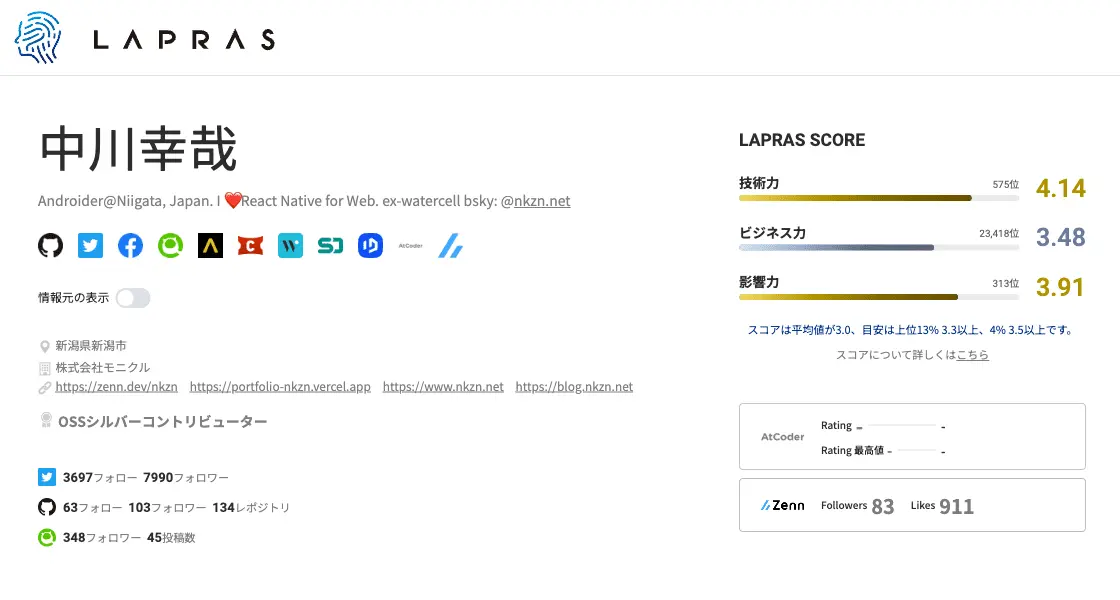 LAPRAS
中川幸哉
Androider@Niigata, Japan. I ❤️React Native for Web. ex-watercell bsky: @nkzn.net
AtCoder
情報元の表示
新潟県新潟市
株式会社モニクル
https://zenn.dev/nkzn https://portfolio-nkzn.vercel.app https://www.nkzn.net https://blog.nkzn.net
OSSシルバーコントリビューター
3697フォロー 7990フォロワー
63フォロー 103フォロワー 134レポジトリ
348フォロワー 45投稿数
LAPRAS SCORE
技術力 575位 4.14
ビジネス力 23,418位 3.48
影響力 313位 3.91
スコアは平均値が3.0、目安は上位13% 3.3以上、4% 3.5以上です。
スコアについて詳しくはこちら
AtCoder
Rating - -
Rating 最高値 - -
Zenn Followers 83 Likes 911